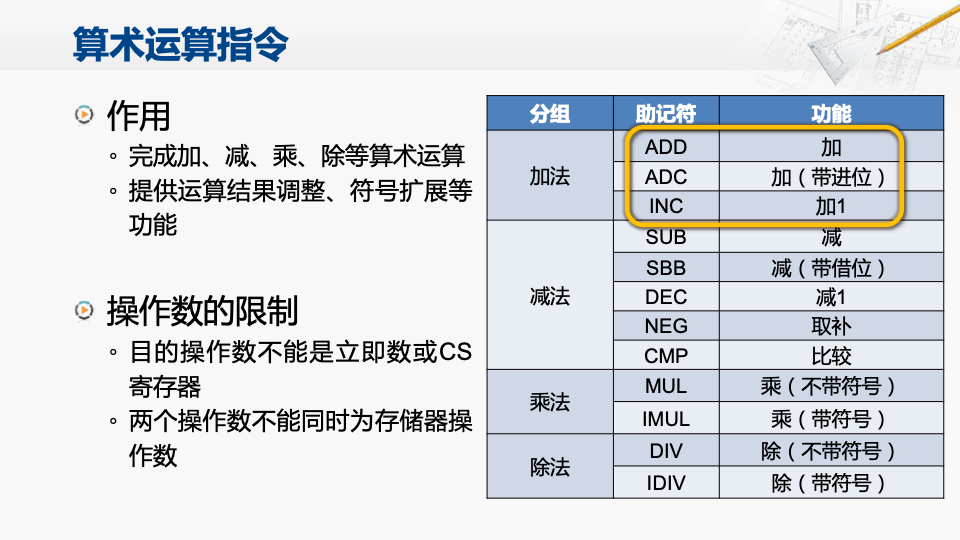 算术运算指令
作用
完成加、减、乘、除等算术运算
提供运算结果调整、符号扩展等
功能
操作数的限制
目的操作数不能是立即数或CS
寄存器
两个操作数不能同时为存储器操
作数
分组 助记符 功能
加法
ADD 加
ADC 加（带进位）
INC 加1
减法
SUB 减
SBB 减（带借位）
DEC 减1
NEG 取补
CMP 比较
乘法
MUL 乘（不带符号）
IMUL 乘（带符号）
除法
DIV 除（不带符号）
IDIV 除（带符号）